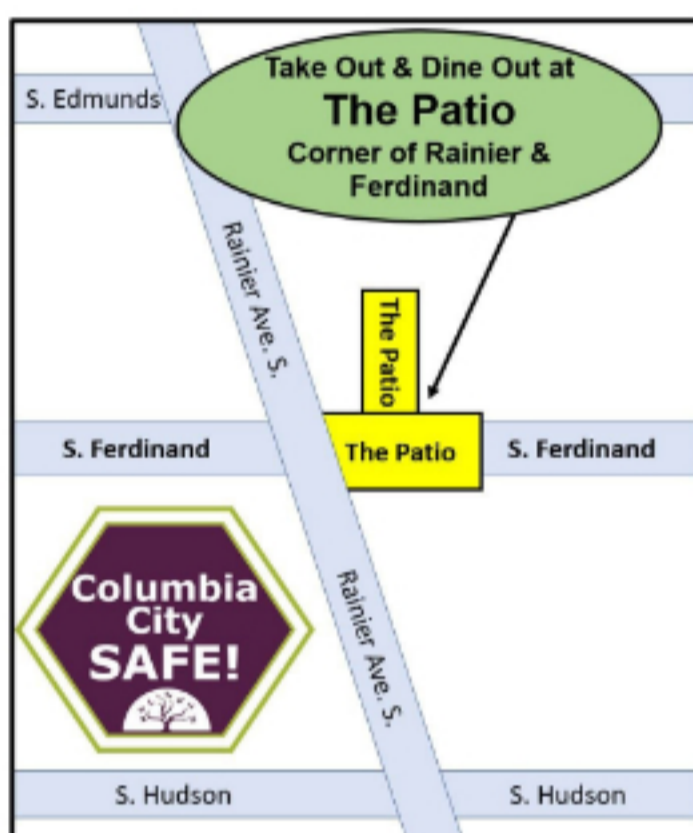 Take Out & Dine Out at
The Patio
Corner of Rainier &
Ferdinand
S. Edmunds
Rainier Ave. S.
The Patio
S. Ferdinand
The Patio
S. Ferdinand
Columbia
City
SAFE!
Rainier Ave. S.
S. Hudson
S. Hudson